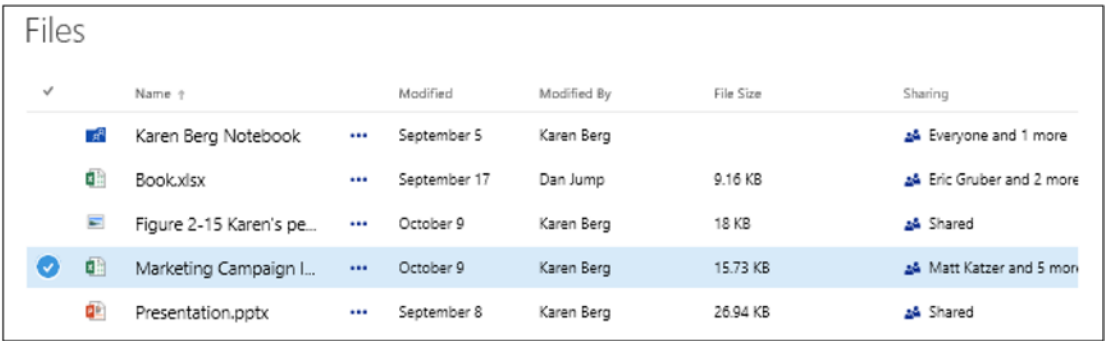 Files
Name ↑ Modified Modified By File Size Sharing
Karen Berg Notebook ••• September 5 Karen Berg Everyone and 1 more
Book.xlsx ••• September 17 Dan Jump 9.16 KB Eric Gruber and 2 more
Figure 2-15 Karen's pe... ••• October 9 Karen Berg 18 KB Shared
Marketing Campaign I... ••• October 9 Karen Berg 15.73 KB Matt Katzer and 5 more
Presentation.pptx ••• September 8 Karen Berg 26.94 KB Shared